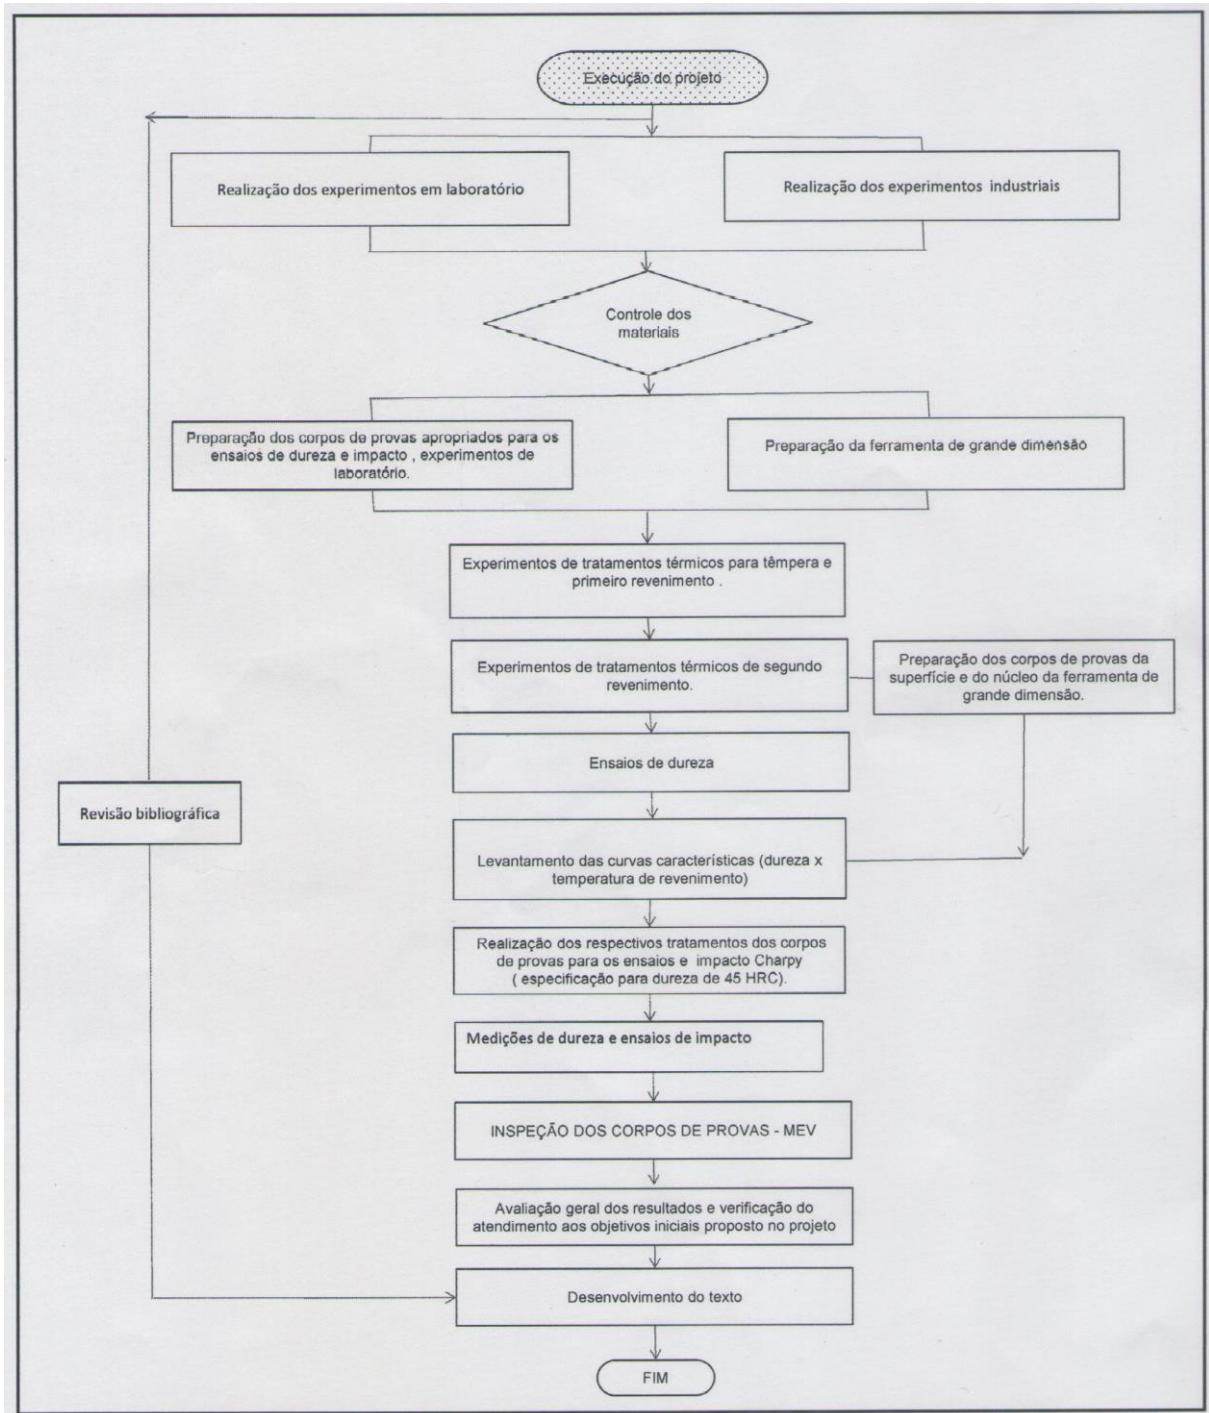 Execução do projeto
Realização dos experimentos em laboratório
Realização dos experimentos industriais
Controle dos
materiais
Preparação dos corpos de provas apropriados para os
ensaios de dureza e impacto , experimentos de
laboratório.
Preparação da ferramenta de grande dimensão
Experimentos de tratamentos térmicos para têmpera e
primeiro revenimento .
Experimentos de tratamentos térmicos de segundo
revenimento.
Preparação dos corpos de provas da
superfície e do núcleo da ferramenta de
grande dimensão.
Ensaios de dureza
Revisão bibliográfica
Levantamento das curvas características (dureza x
temperatura de revenimento)
Realização dos respectivos tratamentos dos corpos
de provas para os ensaios e impacto Charpy
( especificação para dureza de 45 HRC).
Medições de dureza e ensaios de impacto
INSPEÇÃO DOS CORPOS DE PROVAS - MEV
Avaliação geral dos resultados e verificação do
atendimento aos objetivos iniciais proposto no projeto
Desenvolvimento do texto
FIM